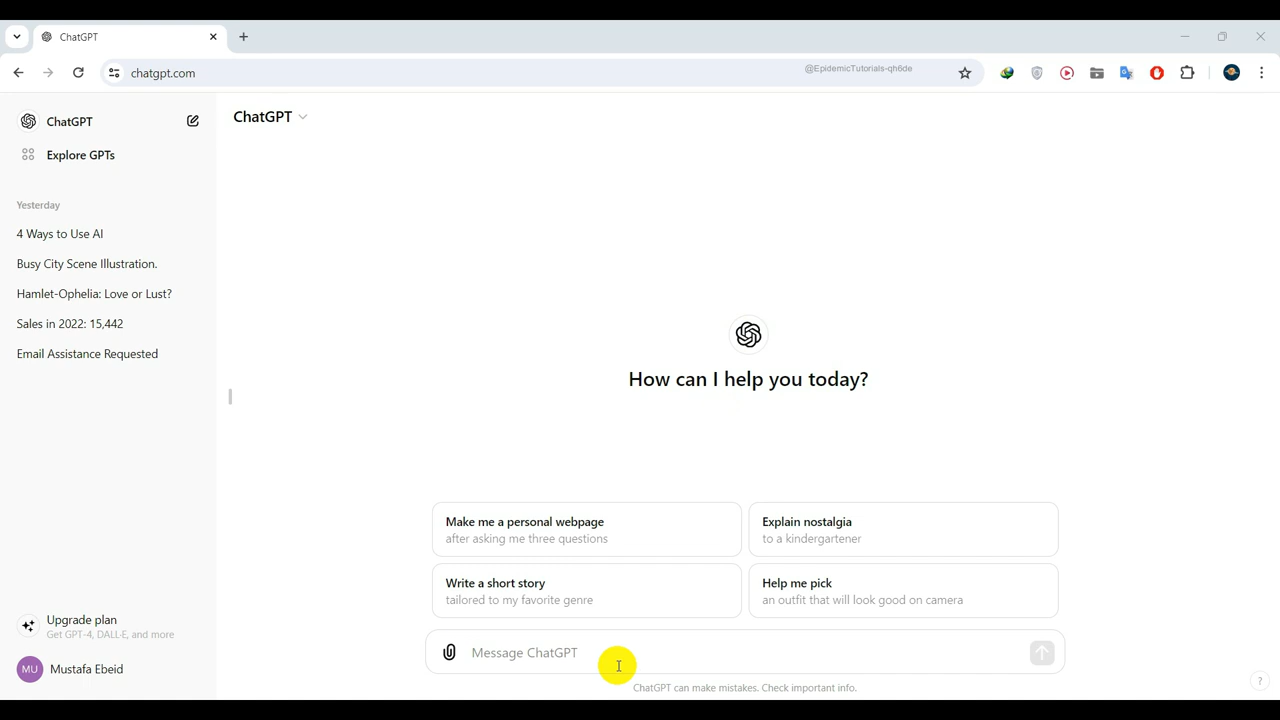 ChatGPT
chatgpt.com
@EpidemicTutorials-qh6de
ChatGPT
Explore GPTs
Yesterday
4 Ways to Use AI
Busy City Scene Illustration.
Hamlet-Ophelia: Love or Lust?
Sales in 2022: 15,442
Email Assistance Requested
Upgrade plan
Get GPT-4, DALL·E, and more
MU Mustafa Ebeid
ChatGPT
How can I help you today?
Make me a personal webpage
after asking me three questions
Explain nostalgia
to a kindergartener
Write a short story
tailored to my favorite genre
Help me pick
an outfit that will look good on camera
Message ChatGPT
ChatGPT can make mistakes. Check important info.
?